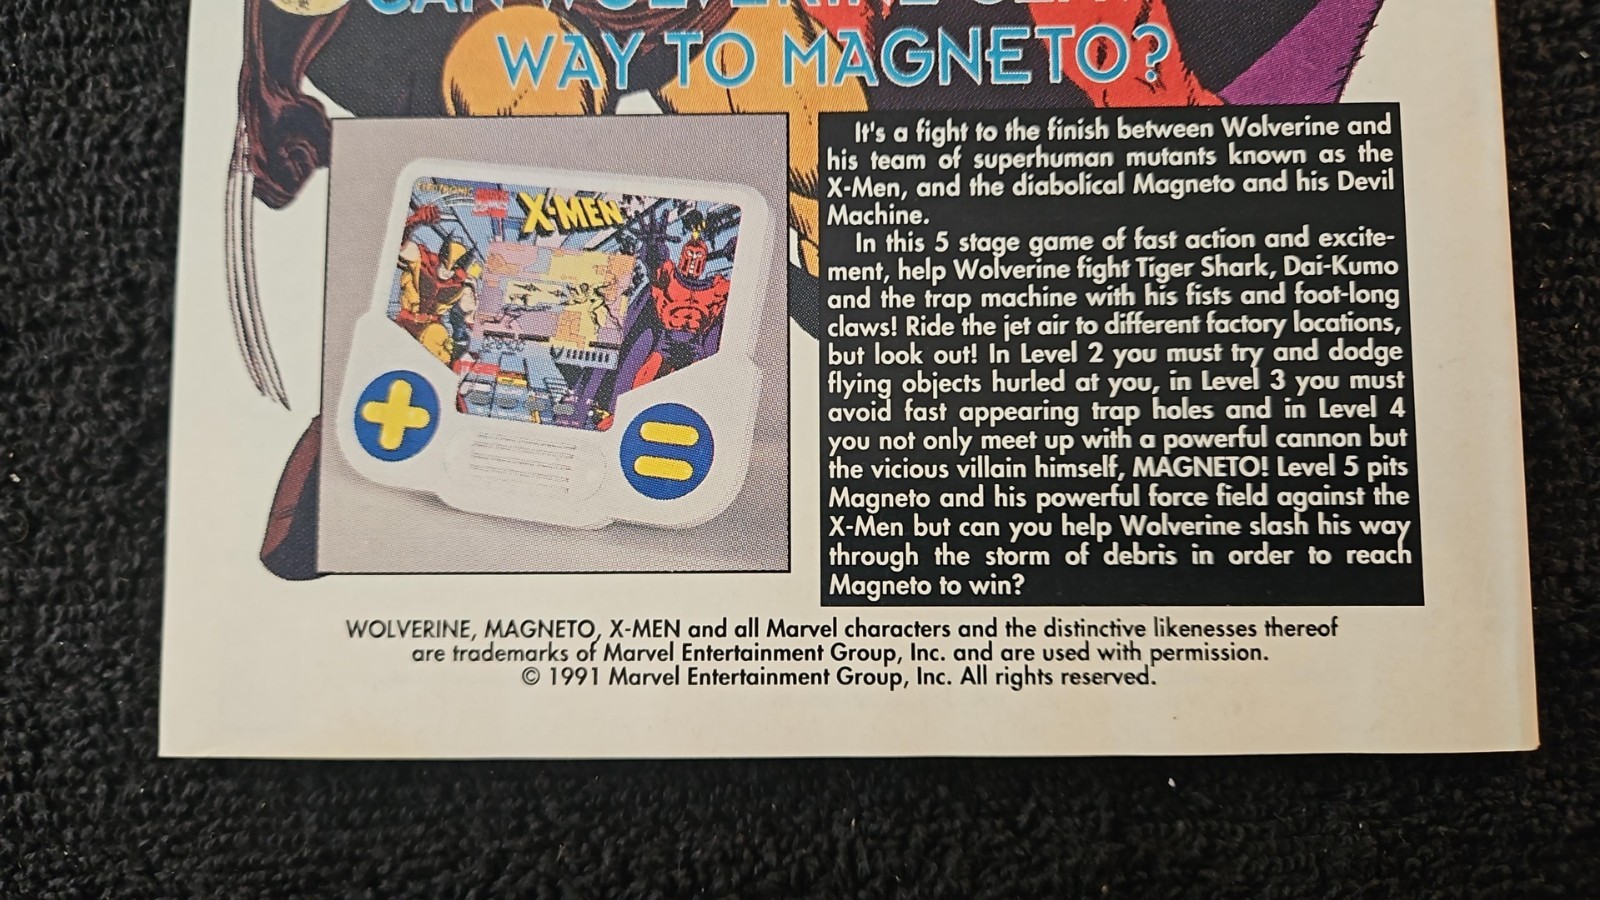 CAN WOLVERINE
WAY TO MAGNETO?
ELECTRONIC
X-MEN
It's a fight to the finish between Wolverine and
his team of superhuman mutants known as the
X-Men, and the diabolical Magneto and his Devil
Machine.
In this 5 stage game of fast action and excite-
ment, help Wolverine fight Tiger Shark, Dai-Kumo
and the trap machine with his fists and foot-long
claws! Ride the jet air to different factory locations,
but look out! In Level 2 you must try and dodge
flying objects hurled at you, in Level 3 you must
avoid fast appearing trap holes and in Level 4
you not only meet up with a powerful cannon but
the vicious villain himself, MAGNETO! Level 5 pits
Magneto and his powerful force field against the
X-Men but can you help Wolverine slash his way
through the storm of debris in order to reach
Magneto to win?
WOLVERINE, MAGNETO, X-MEN and all Marvel characters and the distinctive likenesses thereof
are trademarks of Marvel Entertainment Group, Inc. and are used with permission.
© 1991 Marvel Entertainment Group, Inc. All rights reserved.